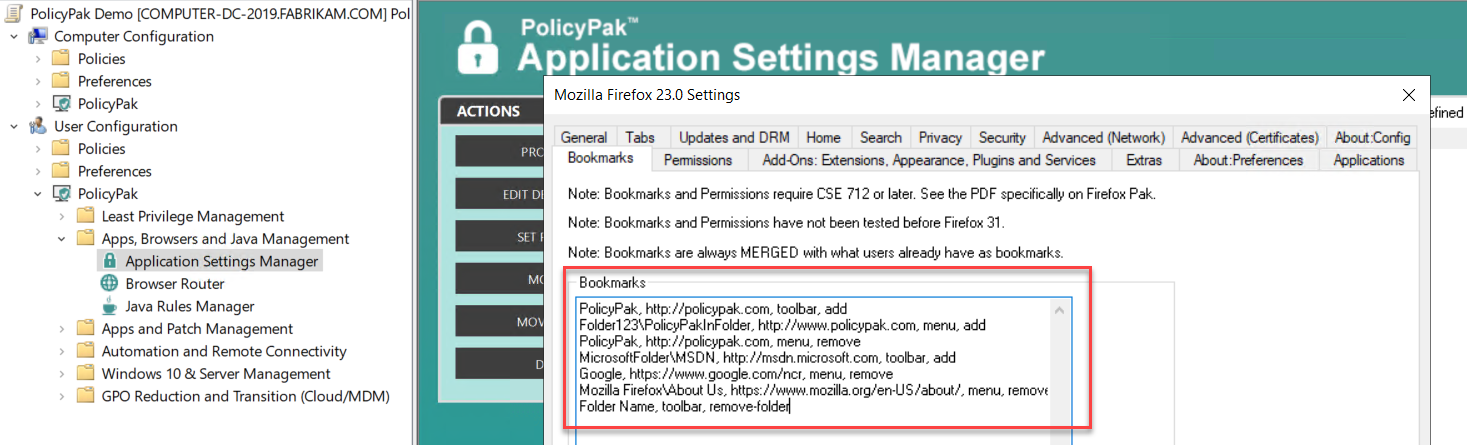 PolicyPak Demo [COMPUTER-DC-2019.FABRIKAM.COM] Pol
Computer Configuration
Policies
Preferences
PolicyPak
User Configuration
Policies
Preferences
PolicyPak
Least Privilege Management
Apps, Browsers and Java Management
Application Settings Manager
Browser Router
Java Rules Manager
Apps and Patch Management
Automation and Remote Connectivity
Windows 10 & Server Management
GPO Reduction and Transition (Cloud/MDM)
PolicyPak™
Application Settings Manager
ACTIONS
PRO
EDIT DE
SET
MO
MOV
D
efined
Mozilla Firefox 23.0 Settings
General Tabs Updates and DRM Home Search Privacy Security Advanced (Network) Advanced (Certificates) About:Config
Bookmarks Permissions Add-Ons: Extensions, Appearance, Plugins and Services Extras About:Preferences Applications
Note: Bookmarks and Permissions require CSE 712 or later. See the PDF specifically on Firefox Pak.
Note: Bookmarks and Permissions have not been tested before Firefox 31.
Note: Bookmarks are always MERGED with what users already have as bookmarks.
Bookmarks
PolicyPak, http://policypak.com, toolbar, add
Folder123\PolicyPakInFolder, http://www.policypak.com, menu, add
PolicyPak, http://policypak.com, menu, remove
MicrosoftFolder\MSDN, http://msdn.microsoft.com, toolbar, add
Google, https://www.google.com/ncr, menu, remove
Mozilla Firefox\About Us, https://www.mozilla.org/en-US/about/, menu, remove
Folder Name, toolbar, remove-folder